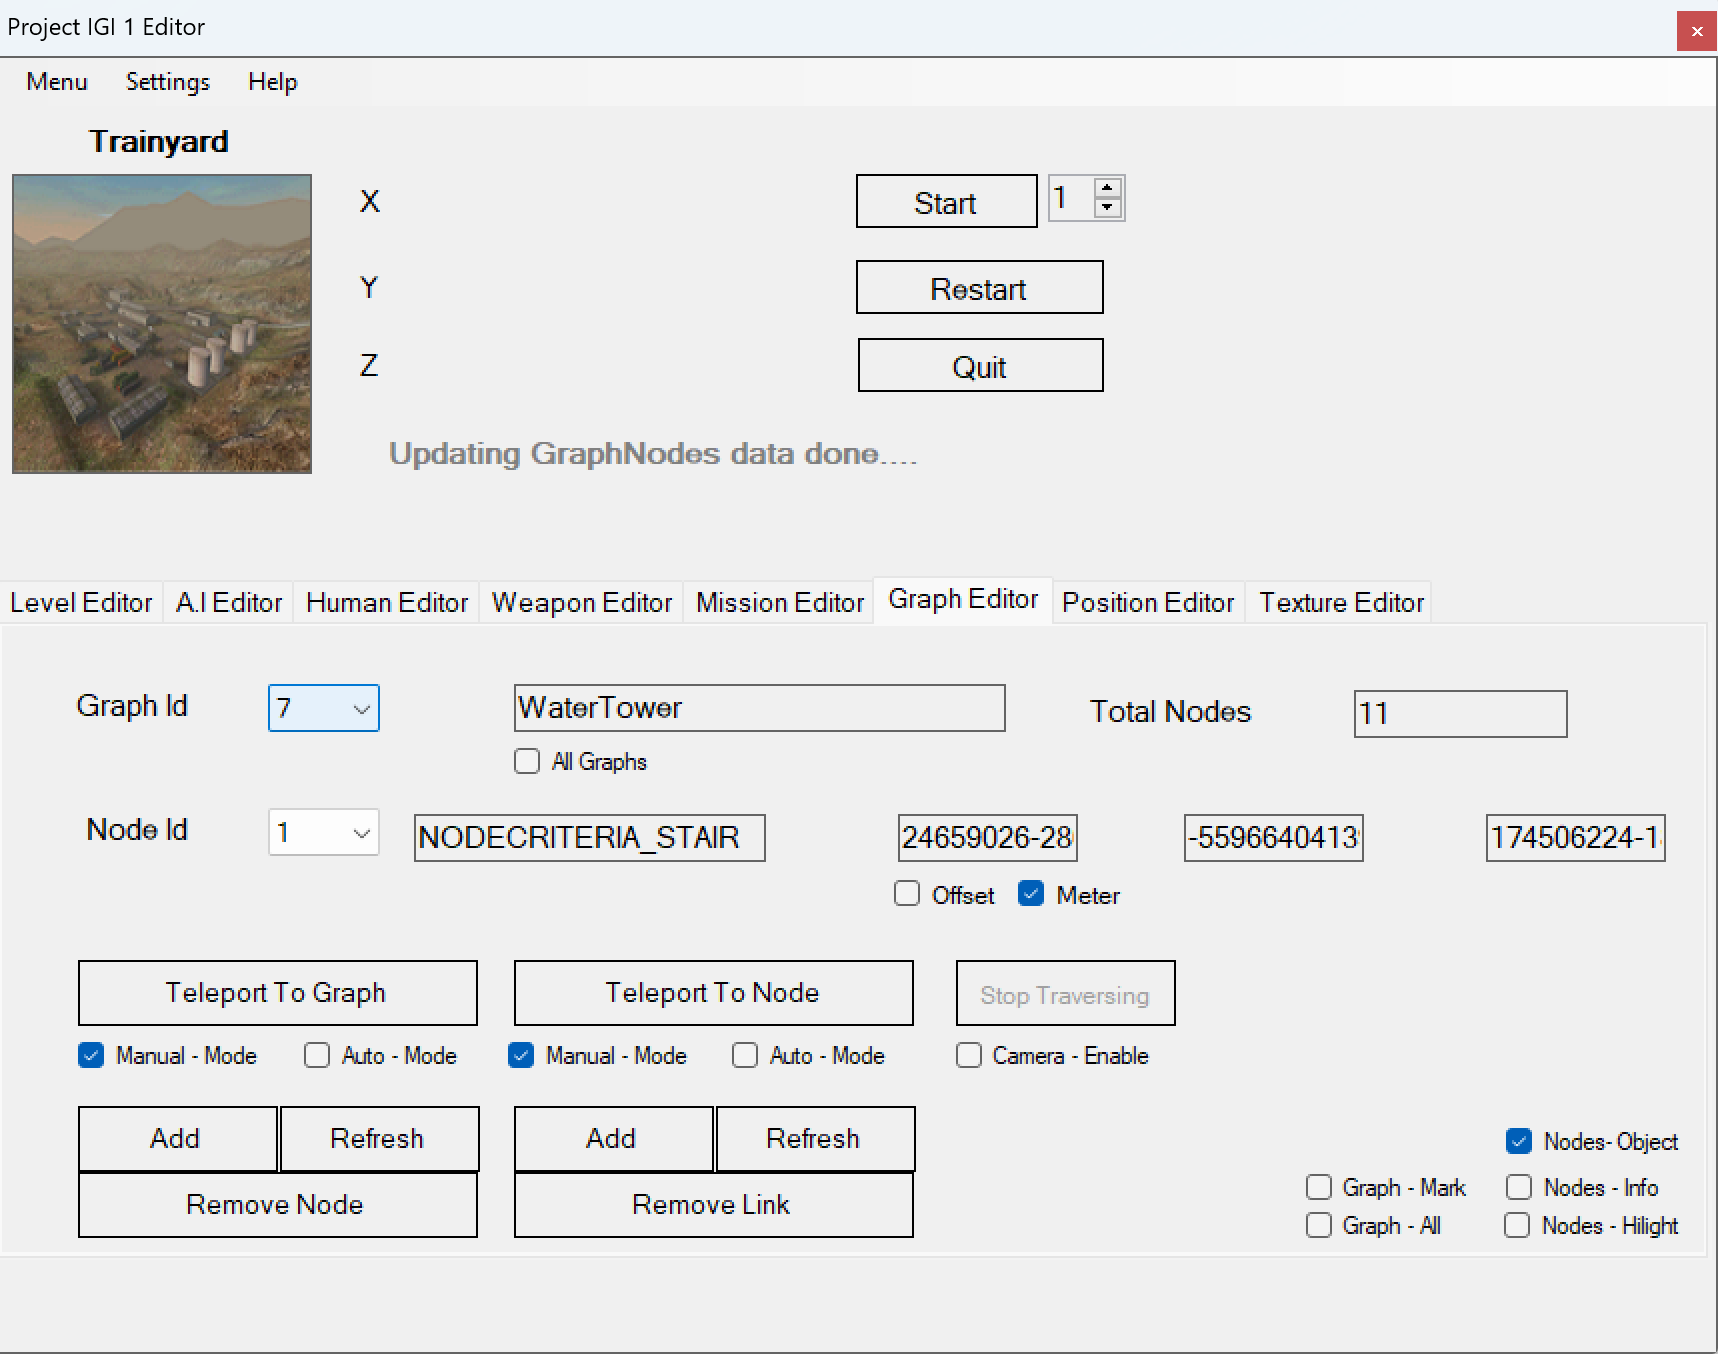 Project IGI 1 Editor
Menu Settings Help
Trainyard
X
Start 1
Y
Restart
Z
Quit
Updating GraphNodes data done....
Level Editor A.I Editor Human Editor Weapon Editor Mission Editor Graph Editor Position Editor Texture Editor
Graph Id 7 WaterTower Total Nodes 11
All Graphs
Node Id 1 NODECRITERIA_STAIR 24659026-28 -5596640413 174506224-1
Offset Meter
Teleport To Graph Teleport To Node Stop Traversing
Manual - Mode Auto - Mode Manual - Mode Auto - Mode Camera - Enable
Add Refresh Add Refresh
Nodes- Object
Remove Node Remove Link
Graph - Mark Nodes - Info
Graph - All Nodes - Hilight